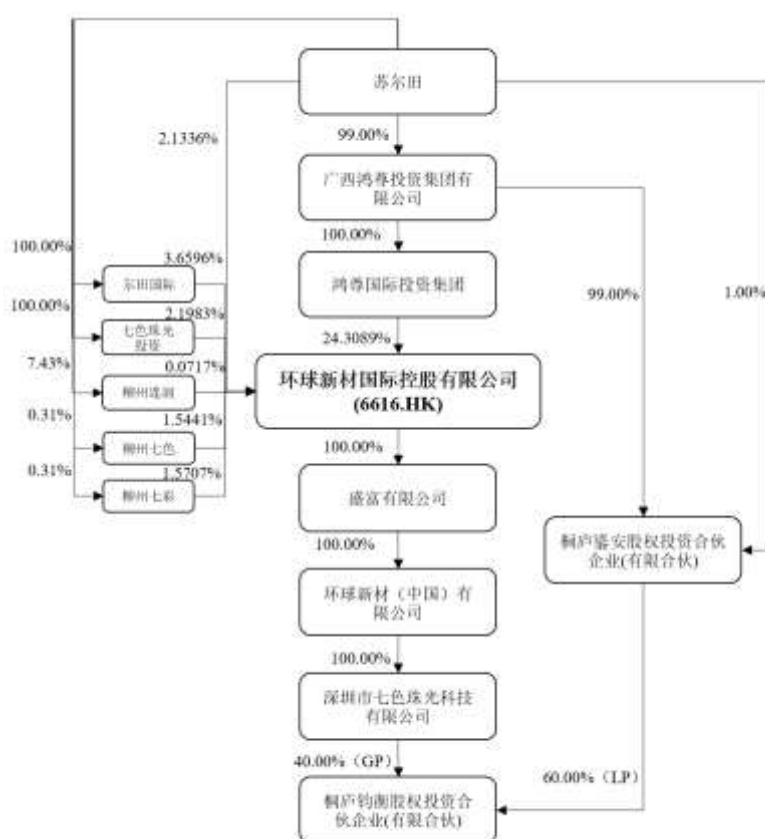 苏尔田
2.1336%
99.00%
广西鸿尊投资集团有
限公司
100.00%
100.00%
3.6596%
尔田国际
鸿尊国际投资集团
99.00%
1.00%
100.00%
2.1983%
七色珠光
投资
24.3089%
7.43%
0.0717%
柳州连润
环球新材国际控股有限公司
(6616.HK)
0.31%
1.5441%
柳州七色
100.00%
0.31%
1.5707%
柳州七彩
盛富有限公司
100.00%
桐庐鋆安股权投资合伙
企业(有限合伙)
环球新材（中国）有
限公司
100.00%
深圳市七色珠光科技
有限公司
40.00%（GP）
60.00%（LP）
桐庐钧衡股权投资合
伙企业(有限合伙)